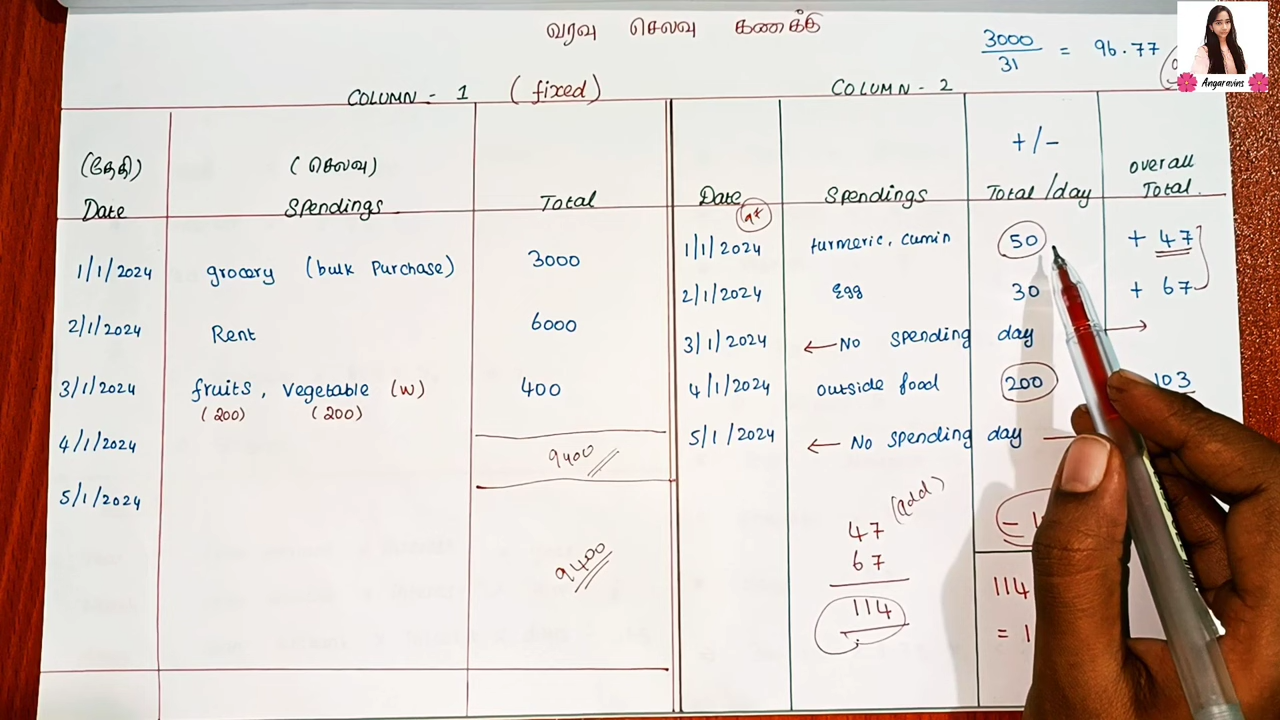 வரவு செலவு கணக்கு
3000/31 = 96.77
Angaravins
COLUMN - 1 (fixed)
COLUMN - 2
(தேதி) Date
(செலவு) Spendings
Total
1/1/2024 grocery (bulk purchase) 3000
2/1/2024 Rent 6000
3/1/2024 fruits, vegetable (w) 400
(200) (200)
4/1/2024
9400
5/1/2024
9400
Date Spendings +/- Total/day overall Total
1/1/2024 turmeric, cumin 50 + 47
2/1/2024 Egg 30 + 67
3/1/2024 ← No spending day →
4/1/2024 outside food 200 103
5/1/2024 ← No spending day
47 (add)
67
114
114
=